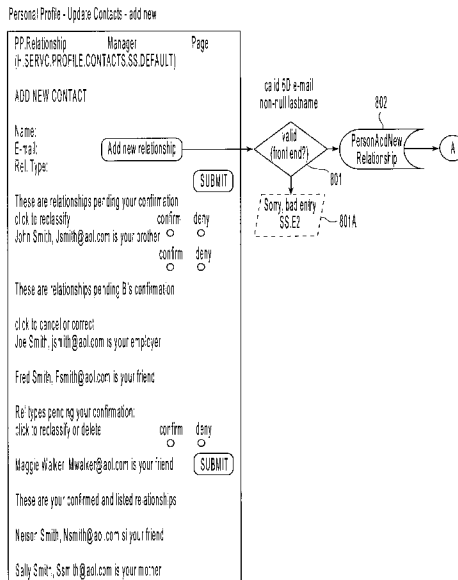 Personal Profile - Update Contacts - add new
PP.Relationship Manager Page
(H.SERVC.PROFILE.CONTACTS.SS.DEFAULT)
ADD NEW CONTACT
Name:
E-mail:
Add new relationship
Rel. Type:
SUBMIT
These are relationships pending your confirmation
click to reclassify confirm deny
John Smith, Jsmith@aol.com is your brother
confirm deny
These are relationships pending B's confirmation
click to cancel or correct
Joe Smith, jsmith@aol.com is your employer
Fred Smith, Fsmith@aol.com is your friend
Rel types pending your confirmation:
click to reclassify or delete confirm deny
Maggie Walker, Mwalker@aol.com is your friend
SUBMIT
These are your confirmed and listed relationships
Nelson Smith, Nsmith@aol.com si your friend
Sally Smith, Ssmith@aol.com is your mother
6D e-mail
non-null lastname
valid
(front end?)
801
Sorry, bad entry
SS.E2
801A
802
PersonAddNew
Relationship
A